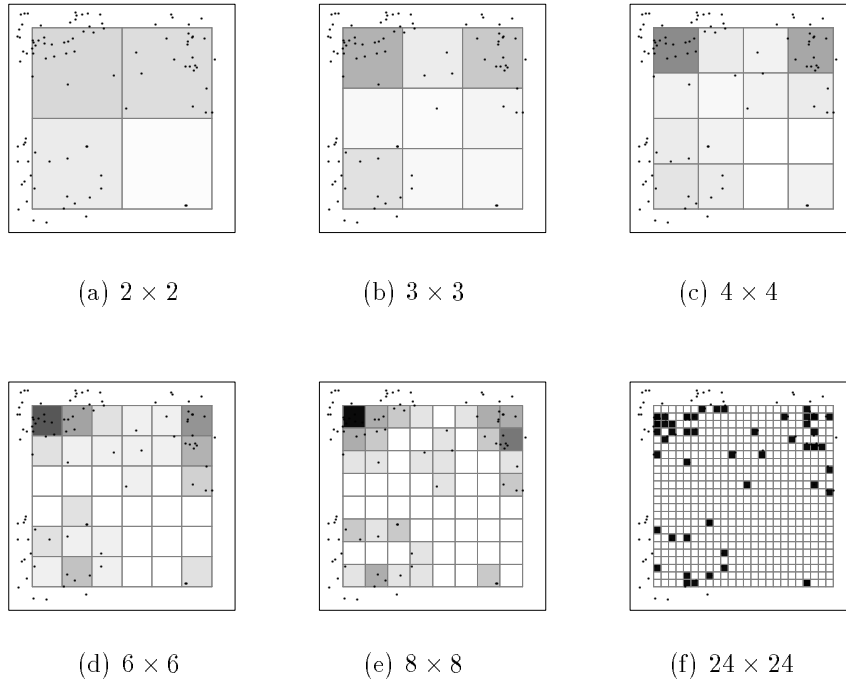 (a) 2 × 2
(b) 3 × 3
(c) 4 × 4
(d) 6 × 6
(e) 8 × 8
(f) 24 × 24